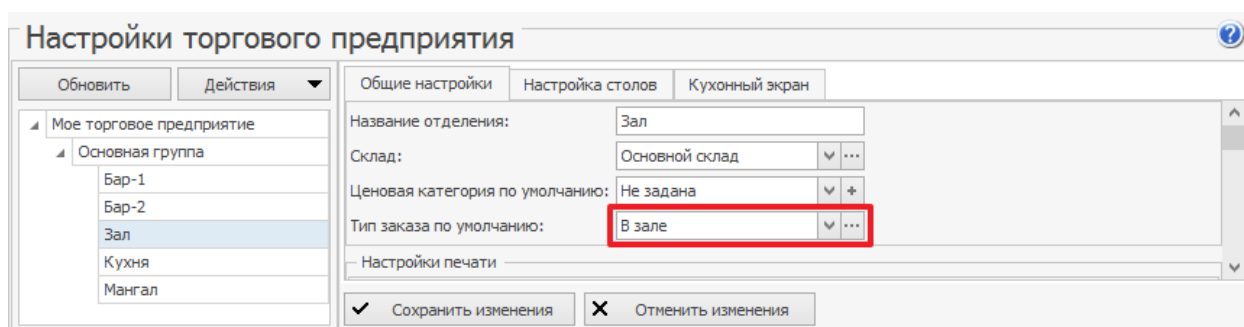 Настройки торгового предприятия
Обновить Действия
Мое торговое предприятие
Основная группа
Бар-1
Бар-2
Зал
Кухня
Мангал
Общие настройки Настройка столов Кухонный экран
Название отделения: Зал
Склад: Основной склад
Ценовая категория по умолчанию: Не задана
Тип заказа по умолчанию: В зале
Настройки печати
Сохранить изменения Отменить изменения